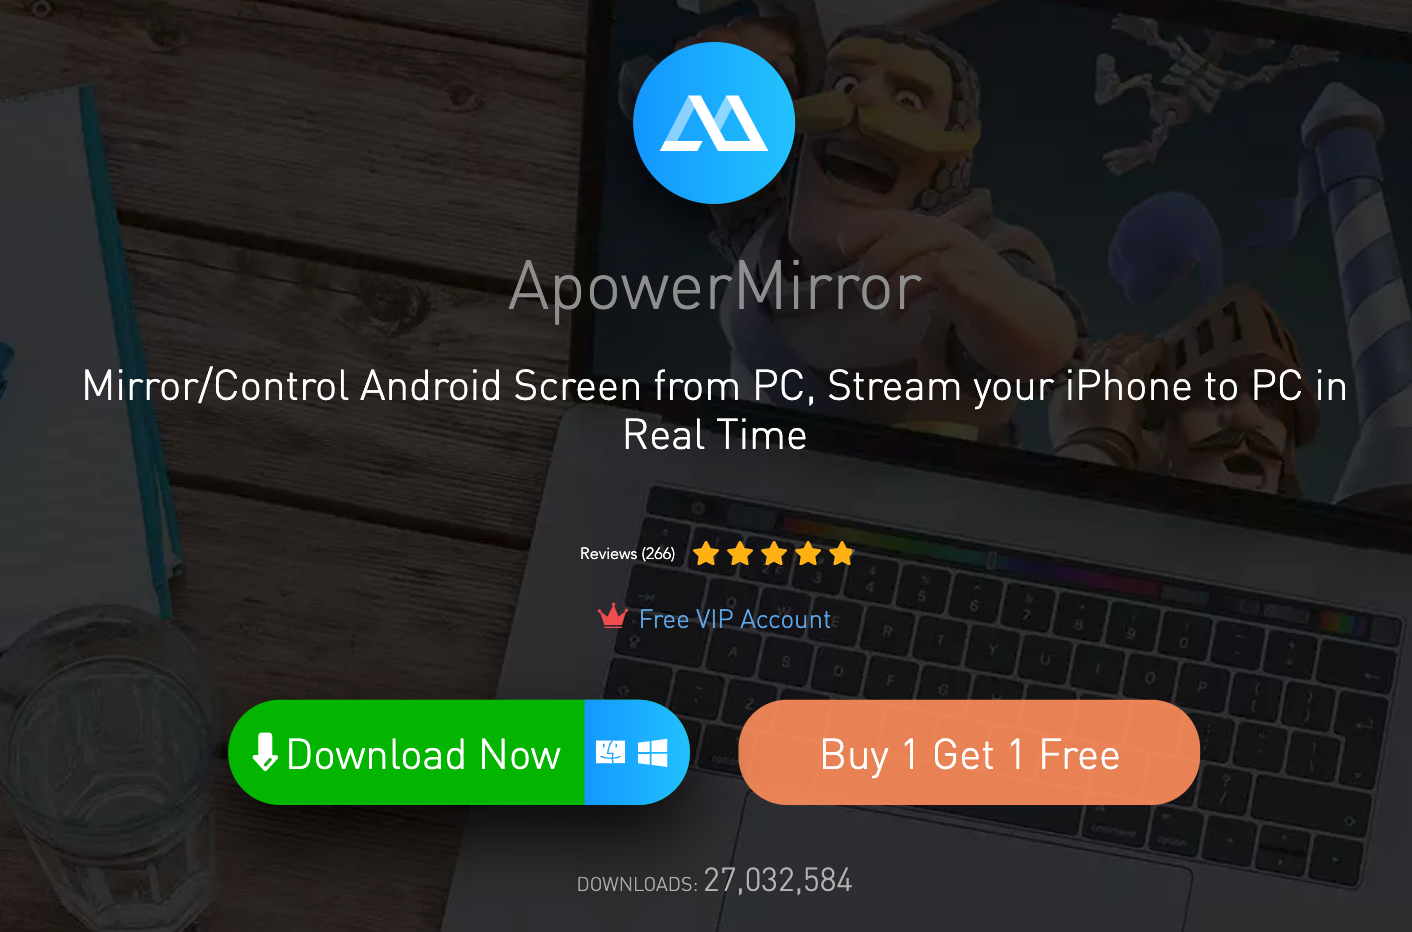 ApowerMirror
Mirror/Control Android Screen from PC, Stream your iPhone to PC in
Real Time
Reviews (266)
Free VIP Account
Download Now
Buy 1 Get 1 Free
DOWNLOADS: 27,032,584